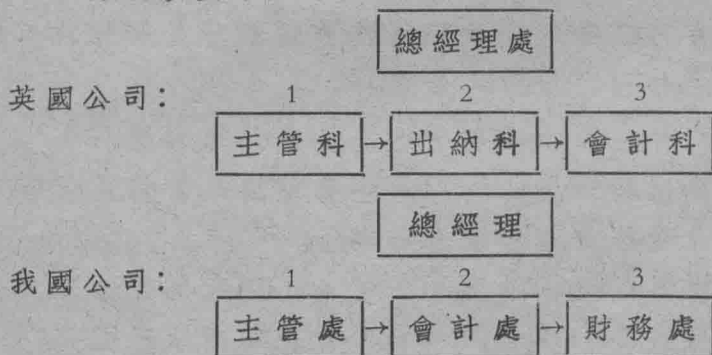 總經理處
英國公司： 1 2 3
主管科→出納科→會計科
總經理
我國公司： 1 2 3
主管處→會計處→財務處